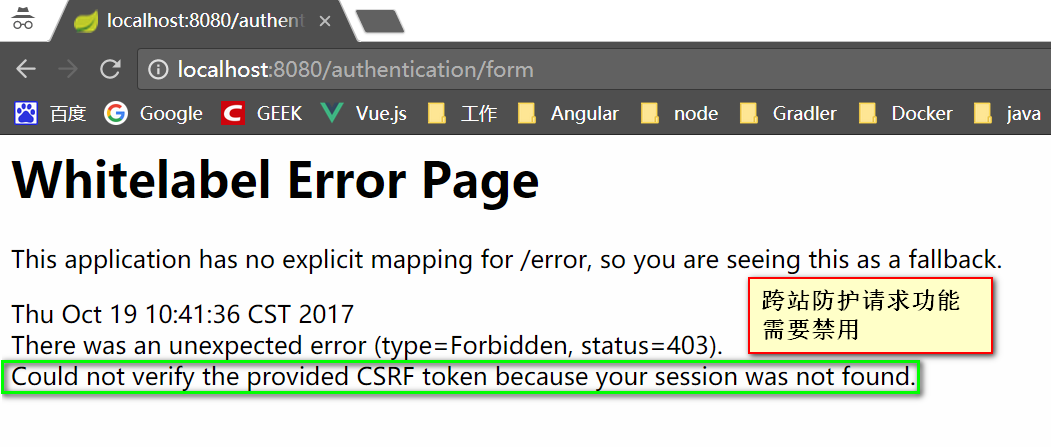 localhost:8080/authent
localhost:8080/authentication/form
百度 Google GEEK Vue.js 工作 Angular node Gradler Docker java
Whitelabel Error Page
This application has no explicit mapping for /error, so you are seeing this as a fallback.
跨站防护请求功能
需要禁用
Thu Oct 19 10:41:36 CST 2017
There was an unexpected error (type=Forbidden, status=403).
Could not verify the provided CSRF token because your session was not found.